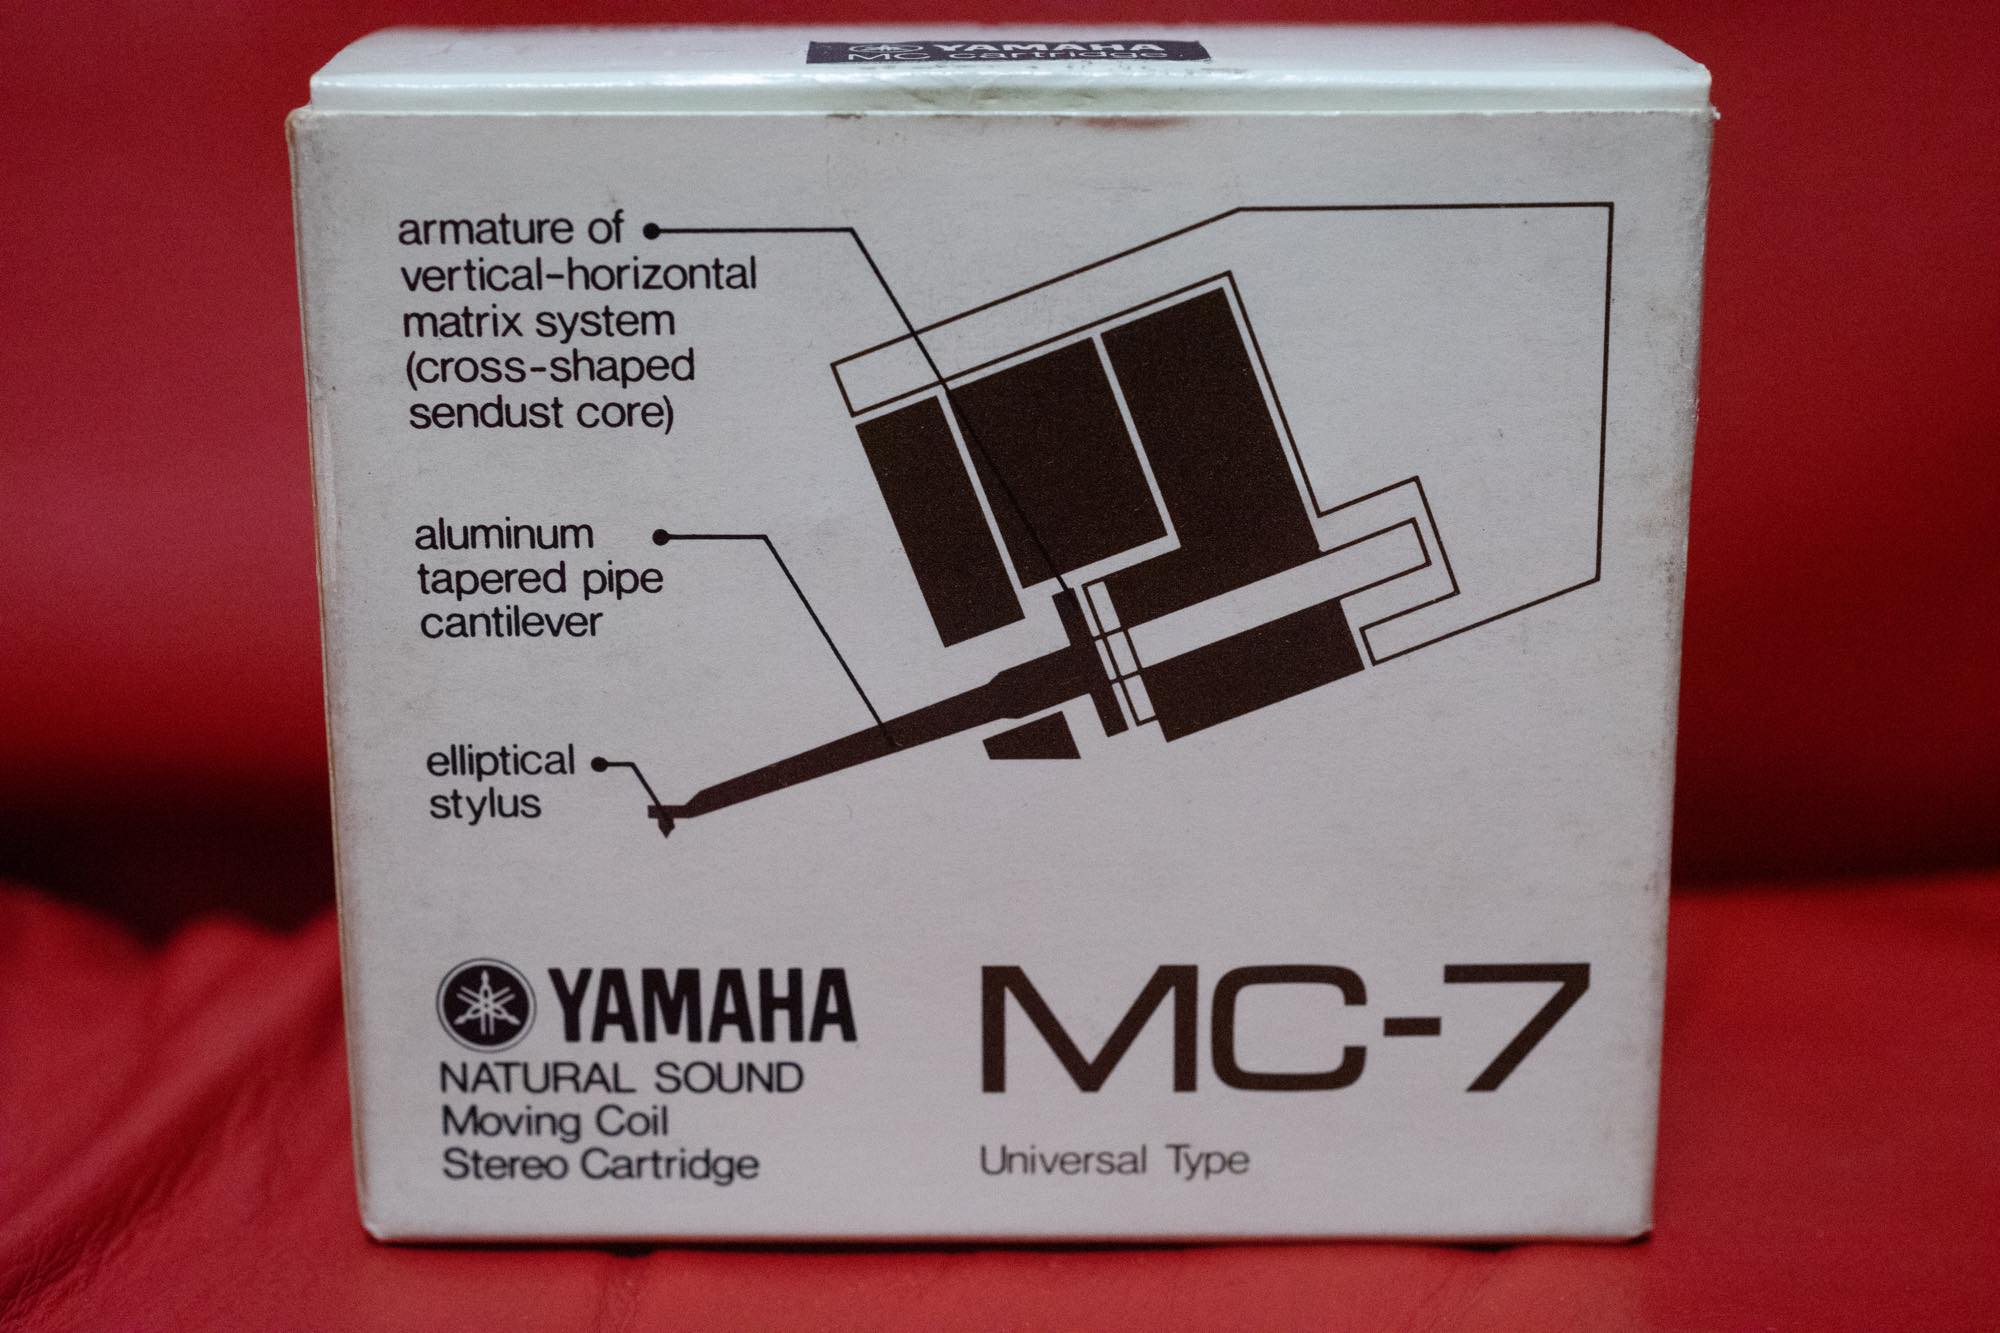 YAMAHA
MC cartridge
armature of
vertical-horizontal
matrix system
(cross-shaped
sendust core)
aluminum
tapered pipe
cantilever
elliptical
stylus
YAMAHA
NATURAL SOUND
Moving Coil
Stereo Cartridge
MC-7
Universal Type